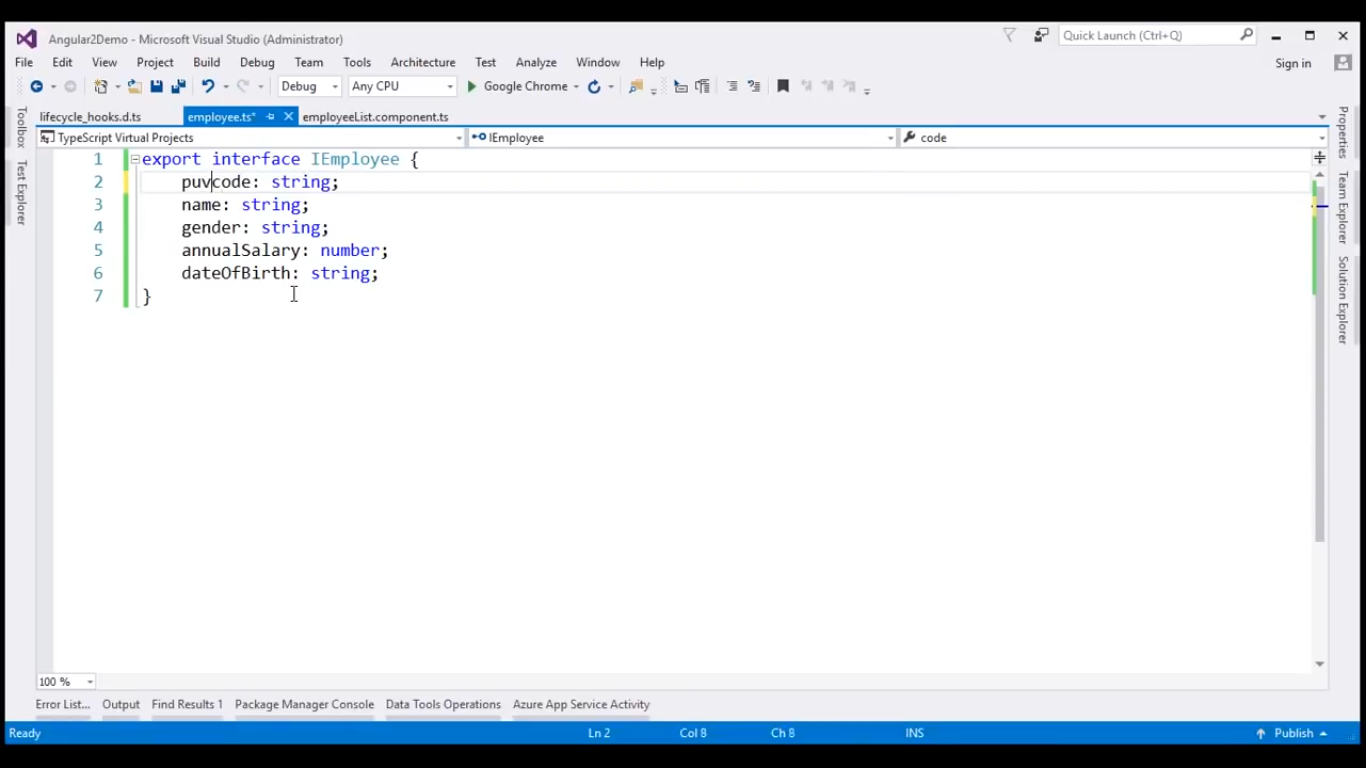 Angular2Demo - Microsoft Visual Studio (Administrator)
Quick Launch (Ctrl+Q)
File Edit View Project Build Debug Team Tools Architecture Test Analyze Window Help
Sign in
Debug Any CPU Google Chrome
lifecycle_hooks.d.ts employee.ts* employeeList.component.ts
TypeScript Virtual Projects IEmployee code
1 export interface IEmployee {
2 puvcode: string;
3 name: string;
4 gender: string;
5 annualSalary: number;
6 dateOfBirth: string;
7 }
Toolbox
Test Explorer
Properties
Team Explorer
Solution Explorer
100 %
Error List... Output Find Results 1 Package Manager Console Data Tools Operations Azure App Service Activity
Ready Ln 2 Col 8 Ch 8 INS Publish